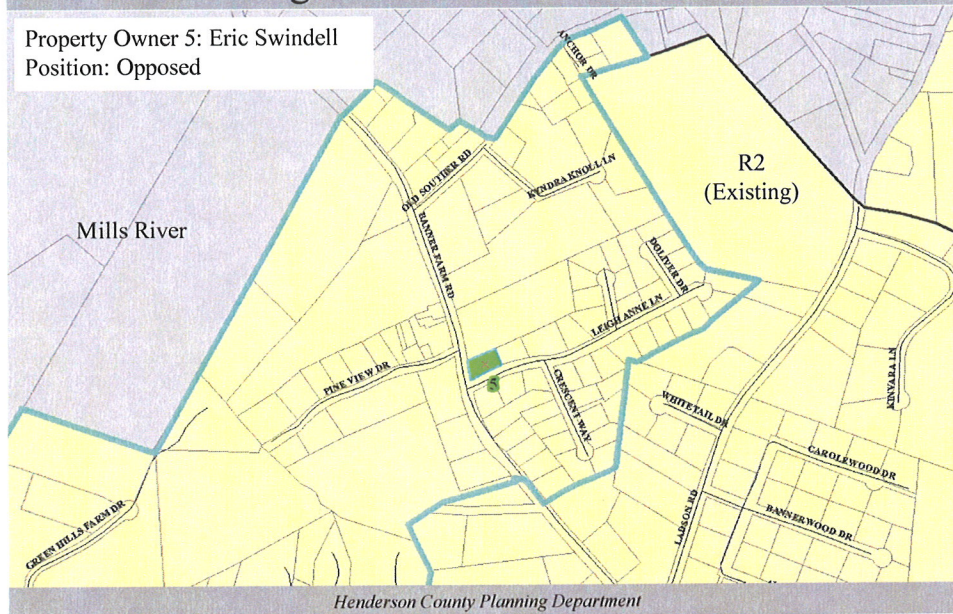 Property Owner 5: Eric Swindell
Position: Opposed
ANCHOR DR
R2
(Existing)
OLD SOUTHER RD
KYNDRA KNOLL LN
Mills River
BANNER FARM RD
DOLIVER DR
LEIGH ANNE LN
PINE VIEW DR
5
CRESCENT WAY
KINVARA LN
WHITETAIL DR
CAROLEWOOD DR
LADSON RD
BANNERWOOD DR
GREEN HILLS FARM DR
Henderson County Planning Department